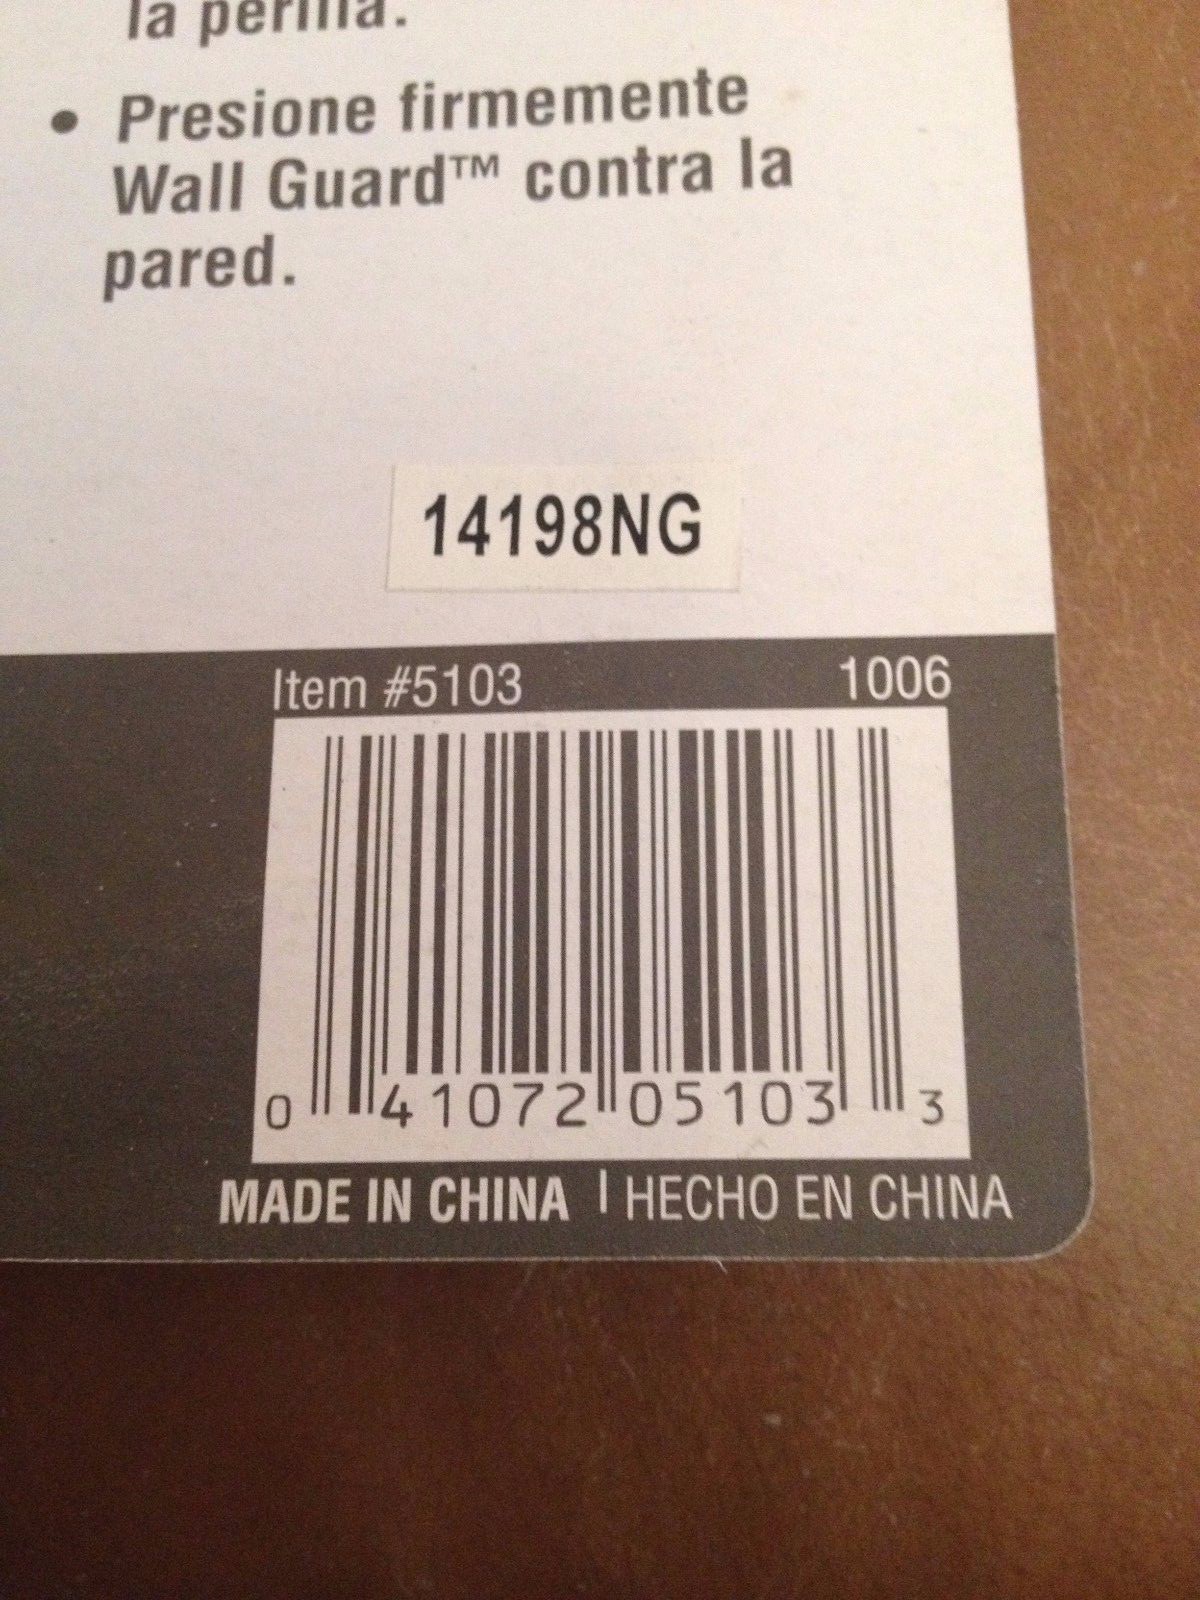 la perilla.
• Presione firmemente
Wall Guard™ contra la
pared.
14198NG
Item #5103 1006
0 41072 05103 3
MADE IN CHINA | HECHO EN CHINA